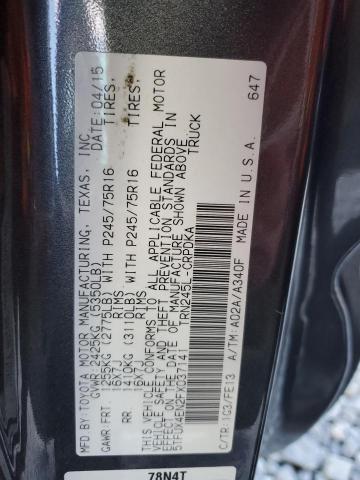 MFD BY:TOYOTA MOTOR MANUFACTURING, TEXAS, INC.
GVWR: 2425KG (5350LB) DATE: 04/15
GAWR: FRT 1255KG (2775LB) WITH P245/75R16 TIRES,
16X7J RIMS
RR 1410KG (3110LB) WITH P245/75R16 TIRES,
16X7J RIMS
THIS VEHICLE CONFORMS TO ALL APPLICABLE FEDERAL MOTOR
VEHICLE SAFETY AND THEFT PREVENTION STANDARDS IN
EFFECT ON THE DATE OF MANUFACTURE SHOWN ABOVE.
TRUCK
TRN245L-CRPDKA
647
C/TR: 1G3/FE13 A/TM: A02A/A340F MADE IN U.S.A.
78N4T